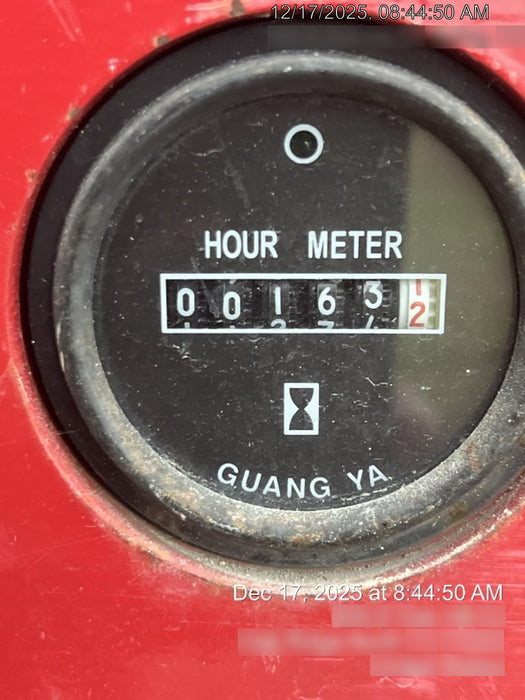 12/17/2025, 08:44:50 AM
HOUR METER
0 0 1 6 3 2
GUANG YA
Dec 17, 2025 at 8:44:50 AM